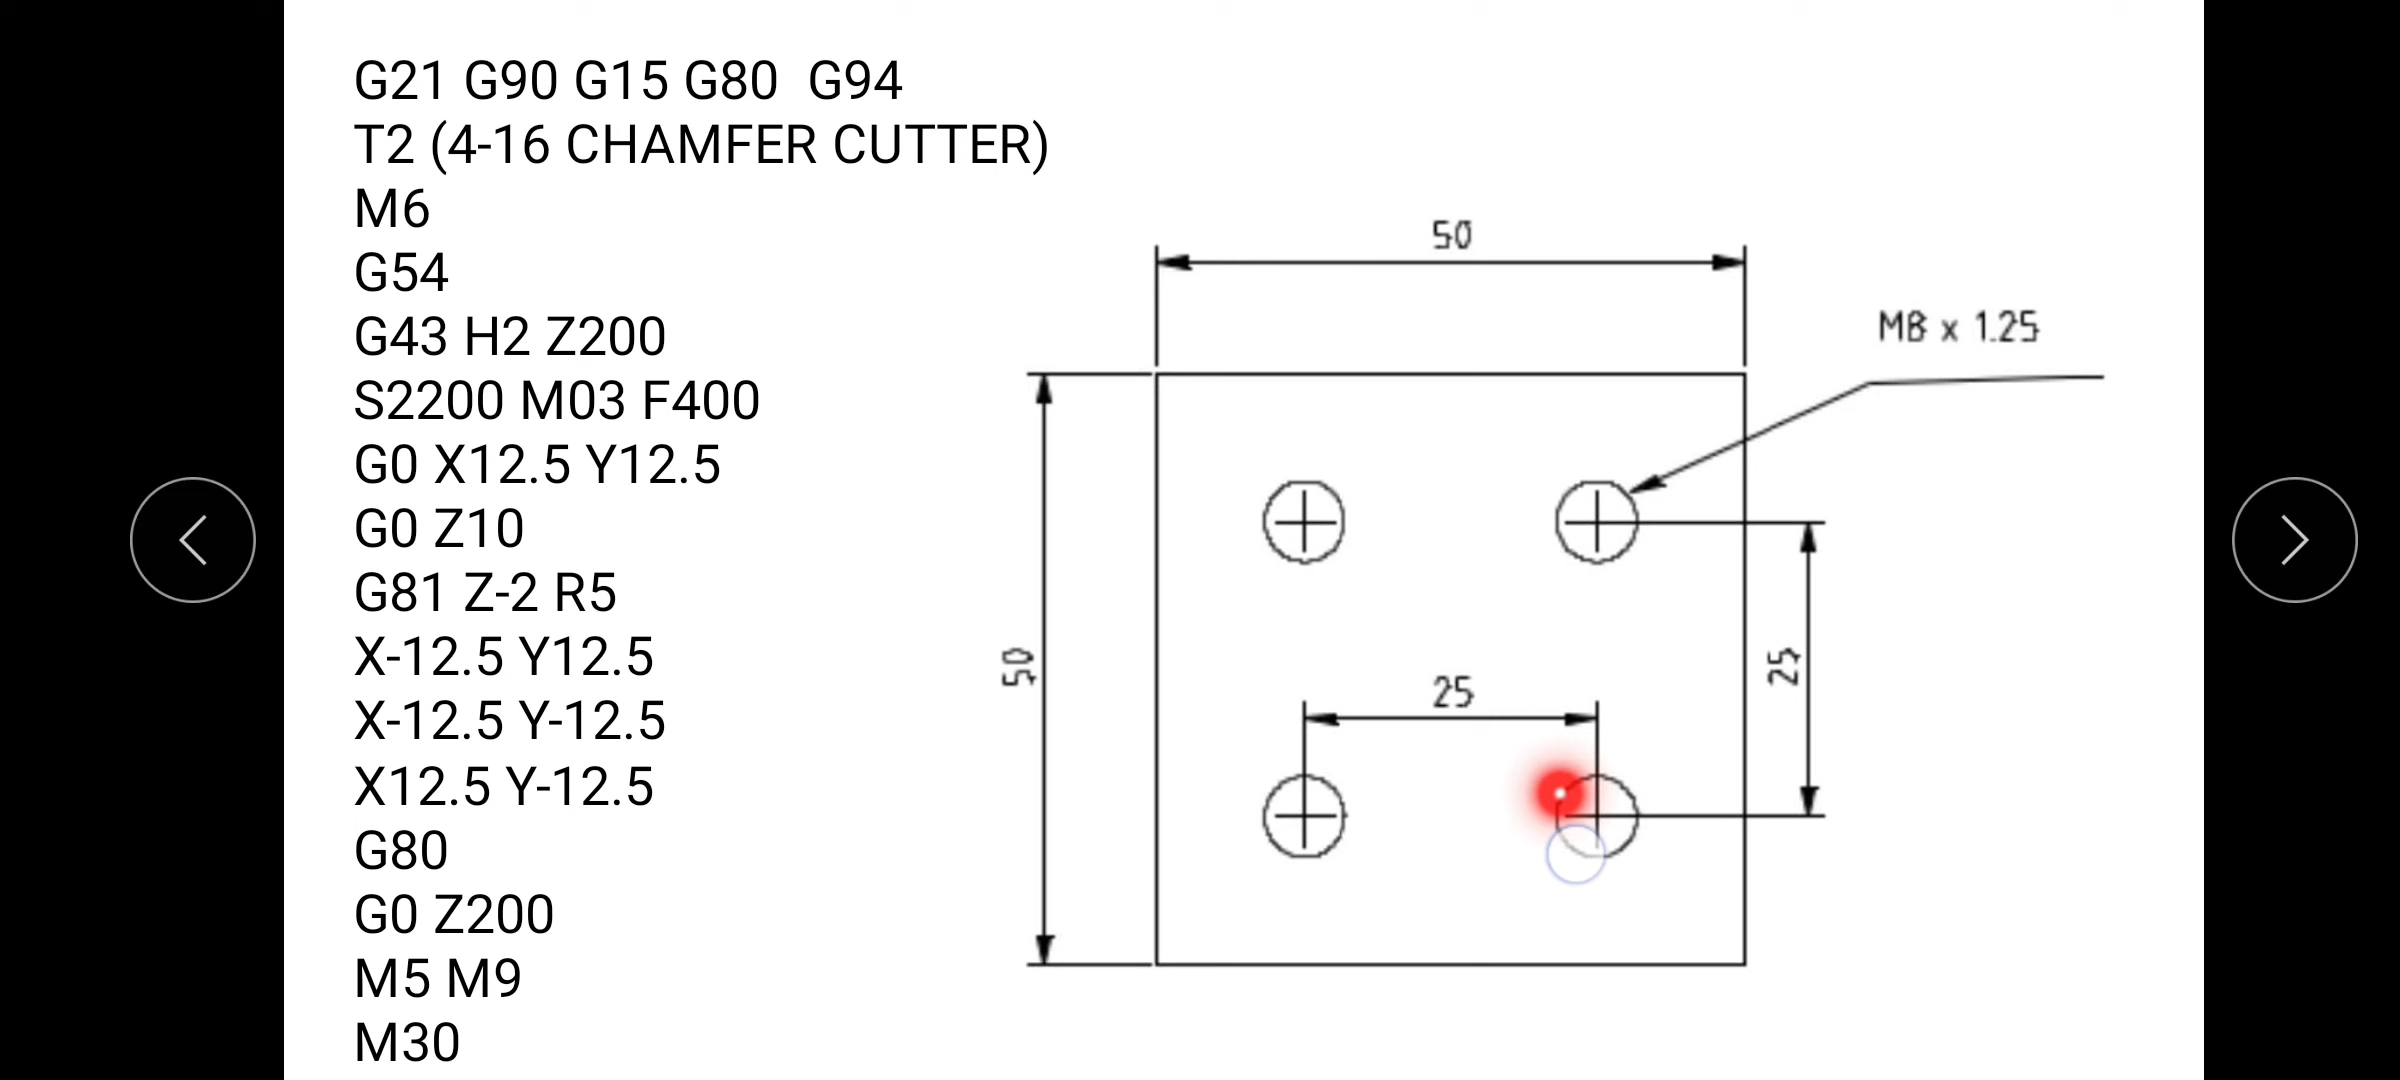 G21 G90 G15 G80  G94
T2 (4-16 CHAMFER CUTTER)
M6
G54
G43 H2 Z200
S2200 M03 F400
G0 X12.5 Y12.5
G0 Z10
G81 Z-2 R5
X-12.5 Y12.5
X-12.5 Y-12.5
X12.5 Y-12.5
G80
G0 Z200
M5 M9
M30
50
M8 x 1.25
50
25
25